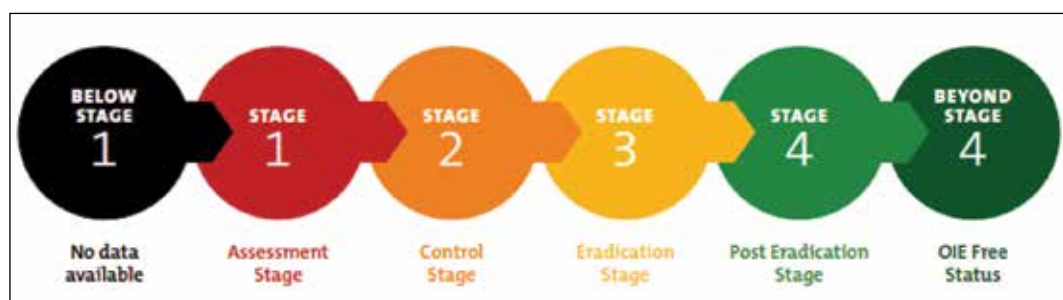 BELOW
STAGE
1
STAGE
1
STAGE
2
STAGE
3
STAGE
4
BEYOND
STAGE
4
No data
available
Assessment
Stage
Control
Stage
Eradication
Stage
Post Eradication
Stage
OIE Free
Status